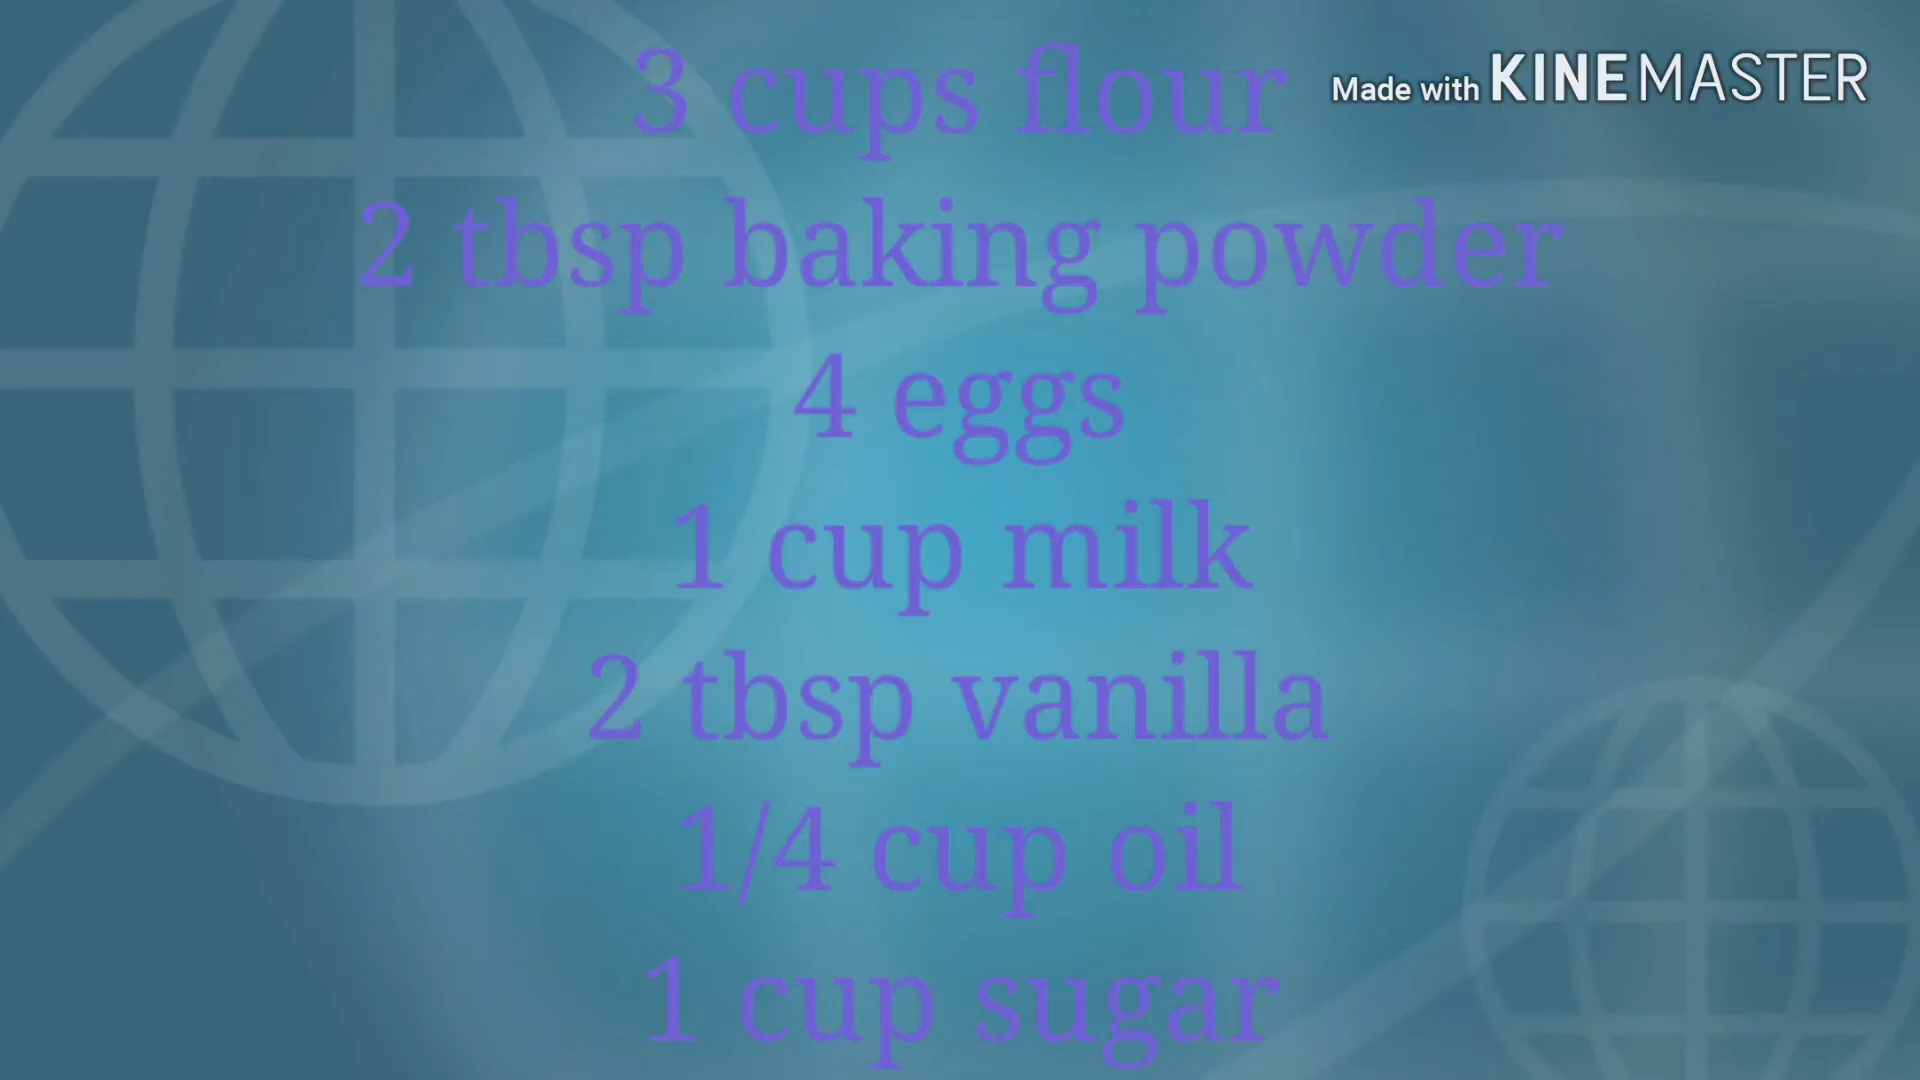 3 cups flour
Made with KINEMASTER
2 tbsp baking powder
4 eggs
1 cup milk
2 tbsp vanilla
1/4 cup oil
1 cup sugar